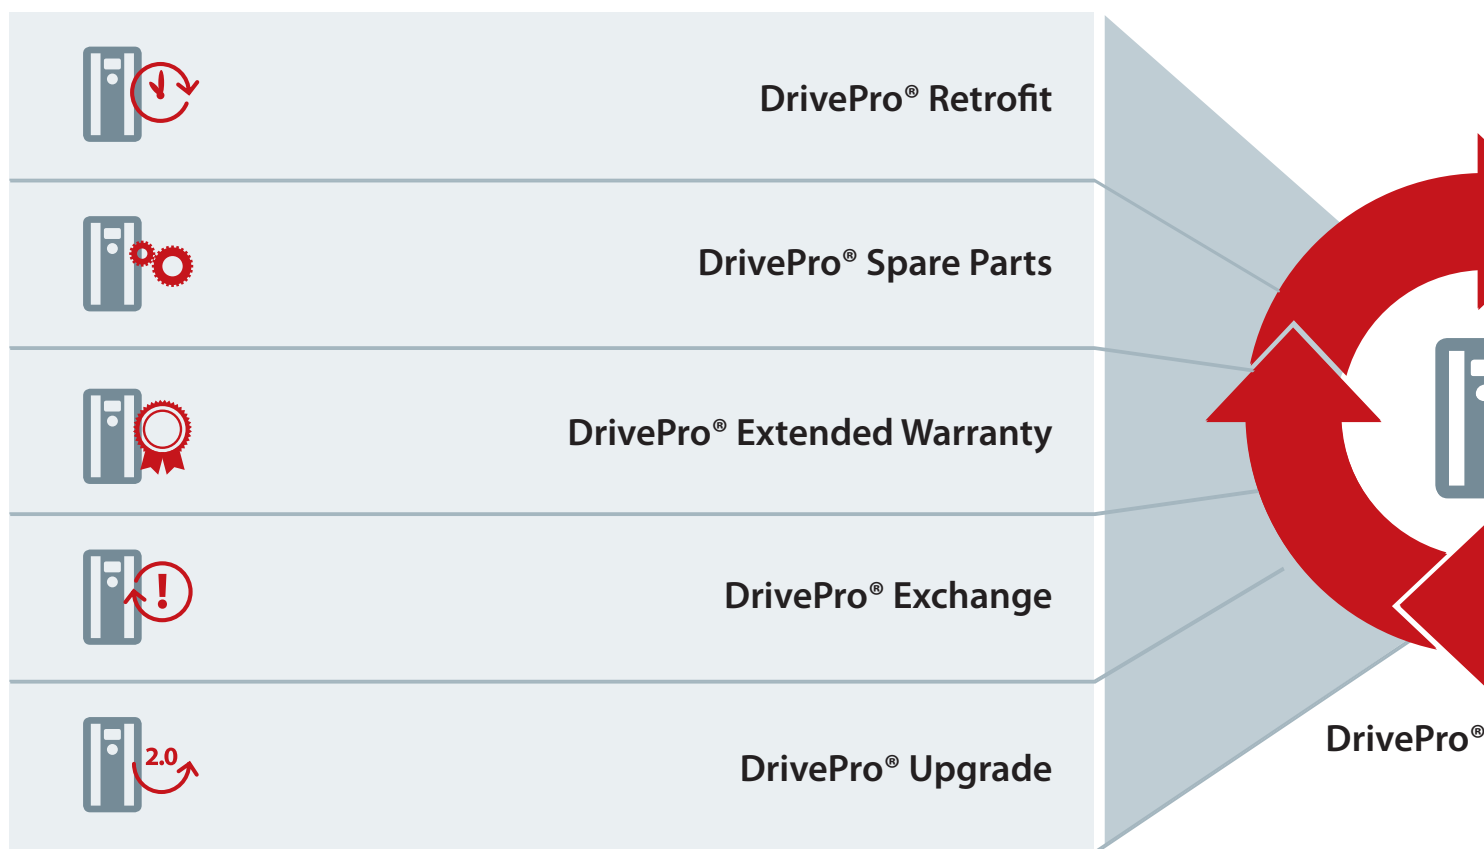 DrivePro® Retrofit
DrivePro® Spare Parts
DrivePro® Extended Warranty
DrivePro® Exchange
2.0
DrivePro® Upgrade
DrivePro®